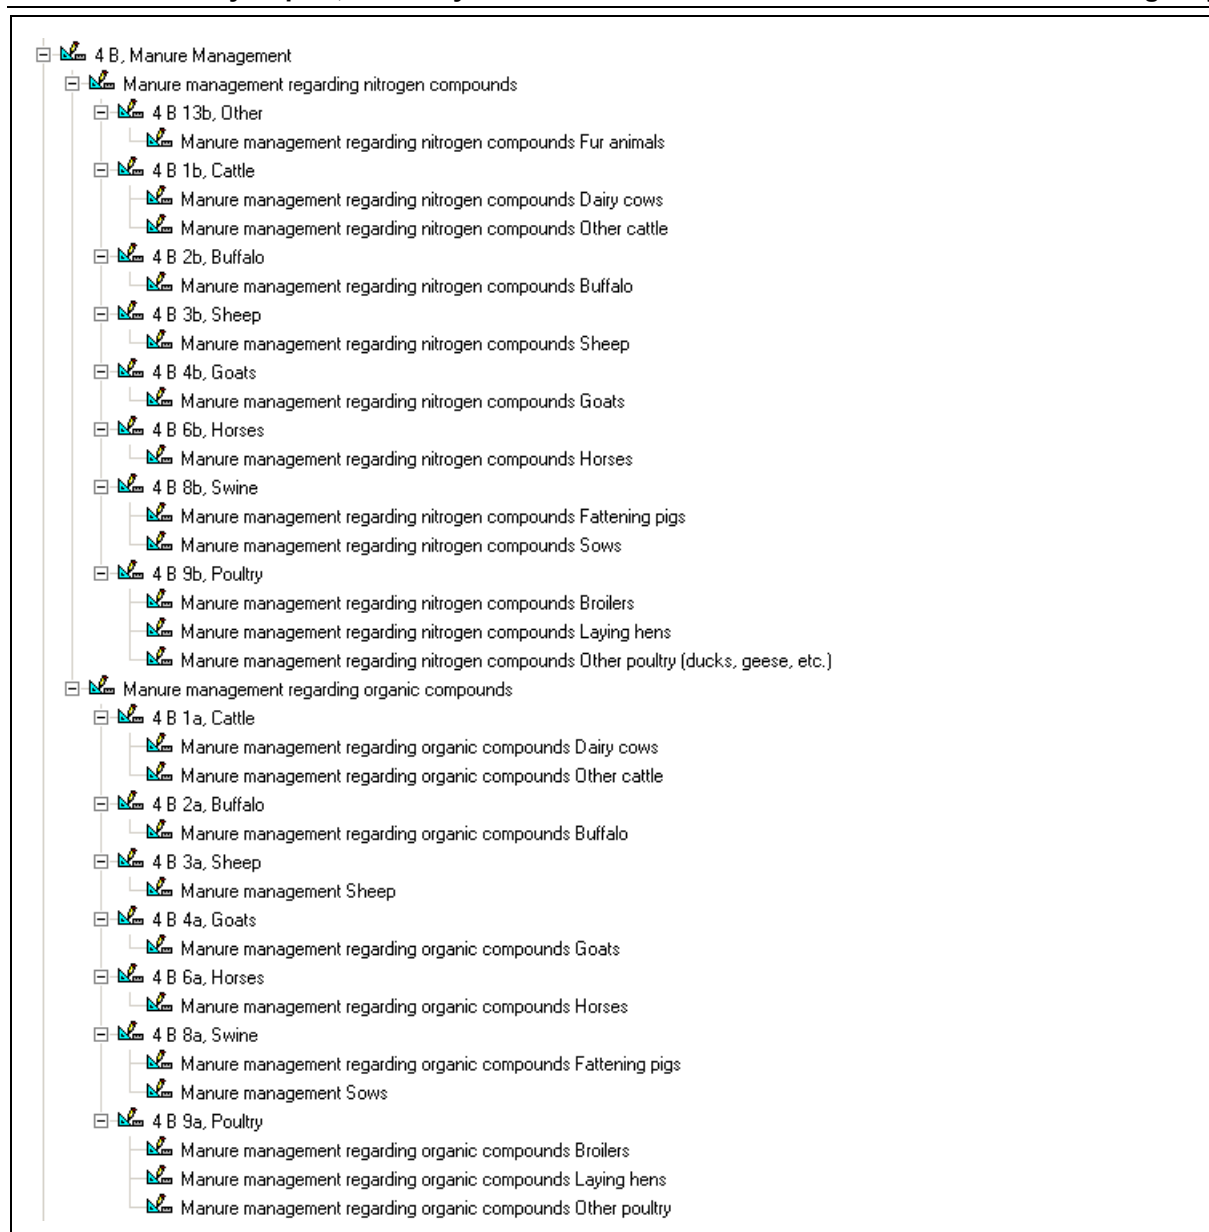 4 B, Manure Management
Manure management regarding nitrogen compounds
4 B 13b, Other
Manure management regarding nitrogen compounds Fur animals
4 B 1b, Cattle
Manure management regarding nitrogen compounds Dairy cows
Manure management regarding nitrogen compounds Other cattle
4 B 2b, Buffalo
Manure management regarding nitrogen compounds Buffalo
4 B 3b, Sheep
Manure management regarding nitrogen compounds Sheep
4 B 4b, Goats
Manure management regarding nitrogen compounds Goats
4 B 6b, Horses
Manure management regarding nitrogen compounds Horses
4 B 8b, Swine
Manure management regarding nitrogen compounds Fattening pigs
Manure management regarding nitrogen compounds Sows
4 B 9b, Poultry
Manure management regarding nitrogen compounds Broilers
Manure management regarding nitrogen compounds Laying hens
Manure management regarding nitrogen compounds Other poultry (ducks, geese, etc.)
Manure management regarding organic compounds
4 B 1a, Cattle
Manure management regarding organic compounds Dairy cows
Manure management regarding organic compounds Other cattle
4 B 2a, Buffalo
Manure management regarding organic compounds Buffalo
4 B 3a, Sheep
Manure management Sheep
4 B 4a, Goats
Manure management regarding organic compounds Goats
4 B 6a, Horses
Manure management regarding organic compounds Horses
4 B 8a, Swine
Manure management regarding organic compounds Fattening pigs
Manure management Sows
4 B 9a, Poultry
Manure management regarding organic compounds Broilers
Manure management regarding organic compounds Laying hens
Manure management regarding organic compounds Other poultry